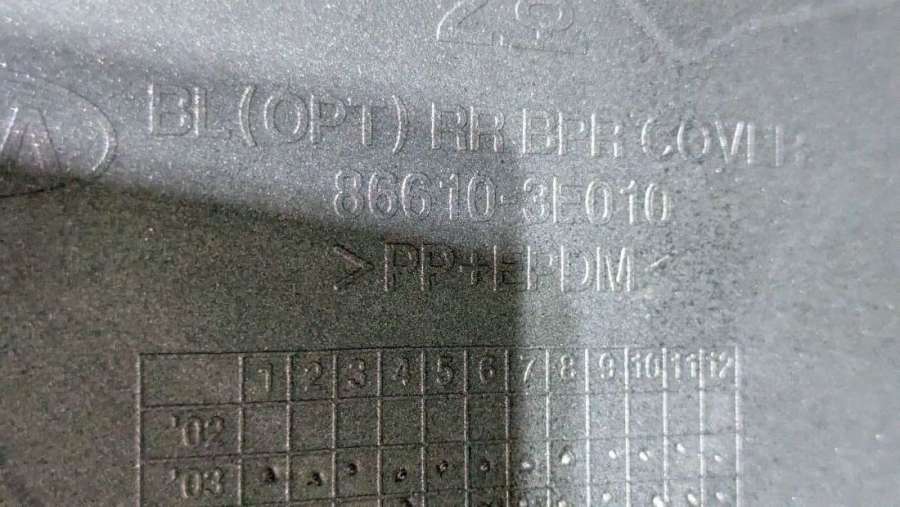 BL(OPT) RR BPR COVER
86610-3E010
>PP+EPDM<
1 2 3 4 5 6 7 8 9 10 11 12
'02
'03